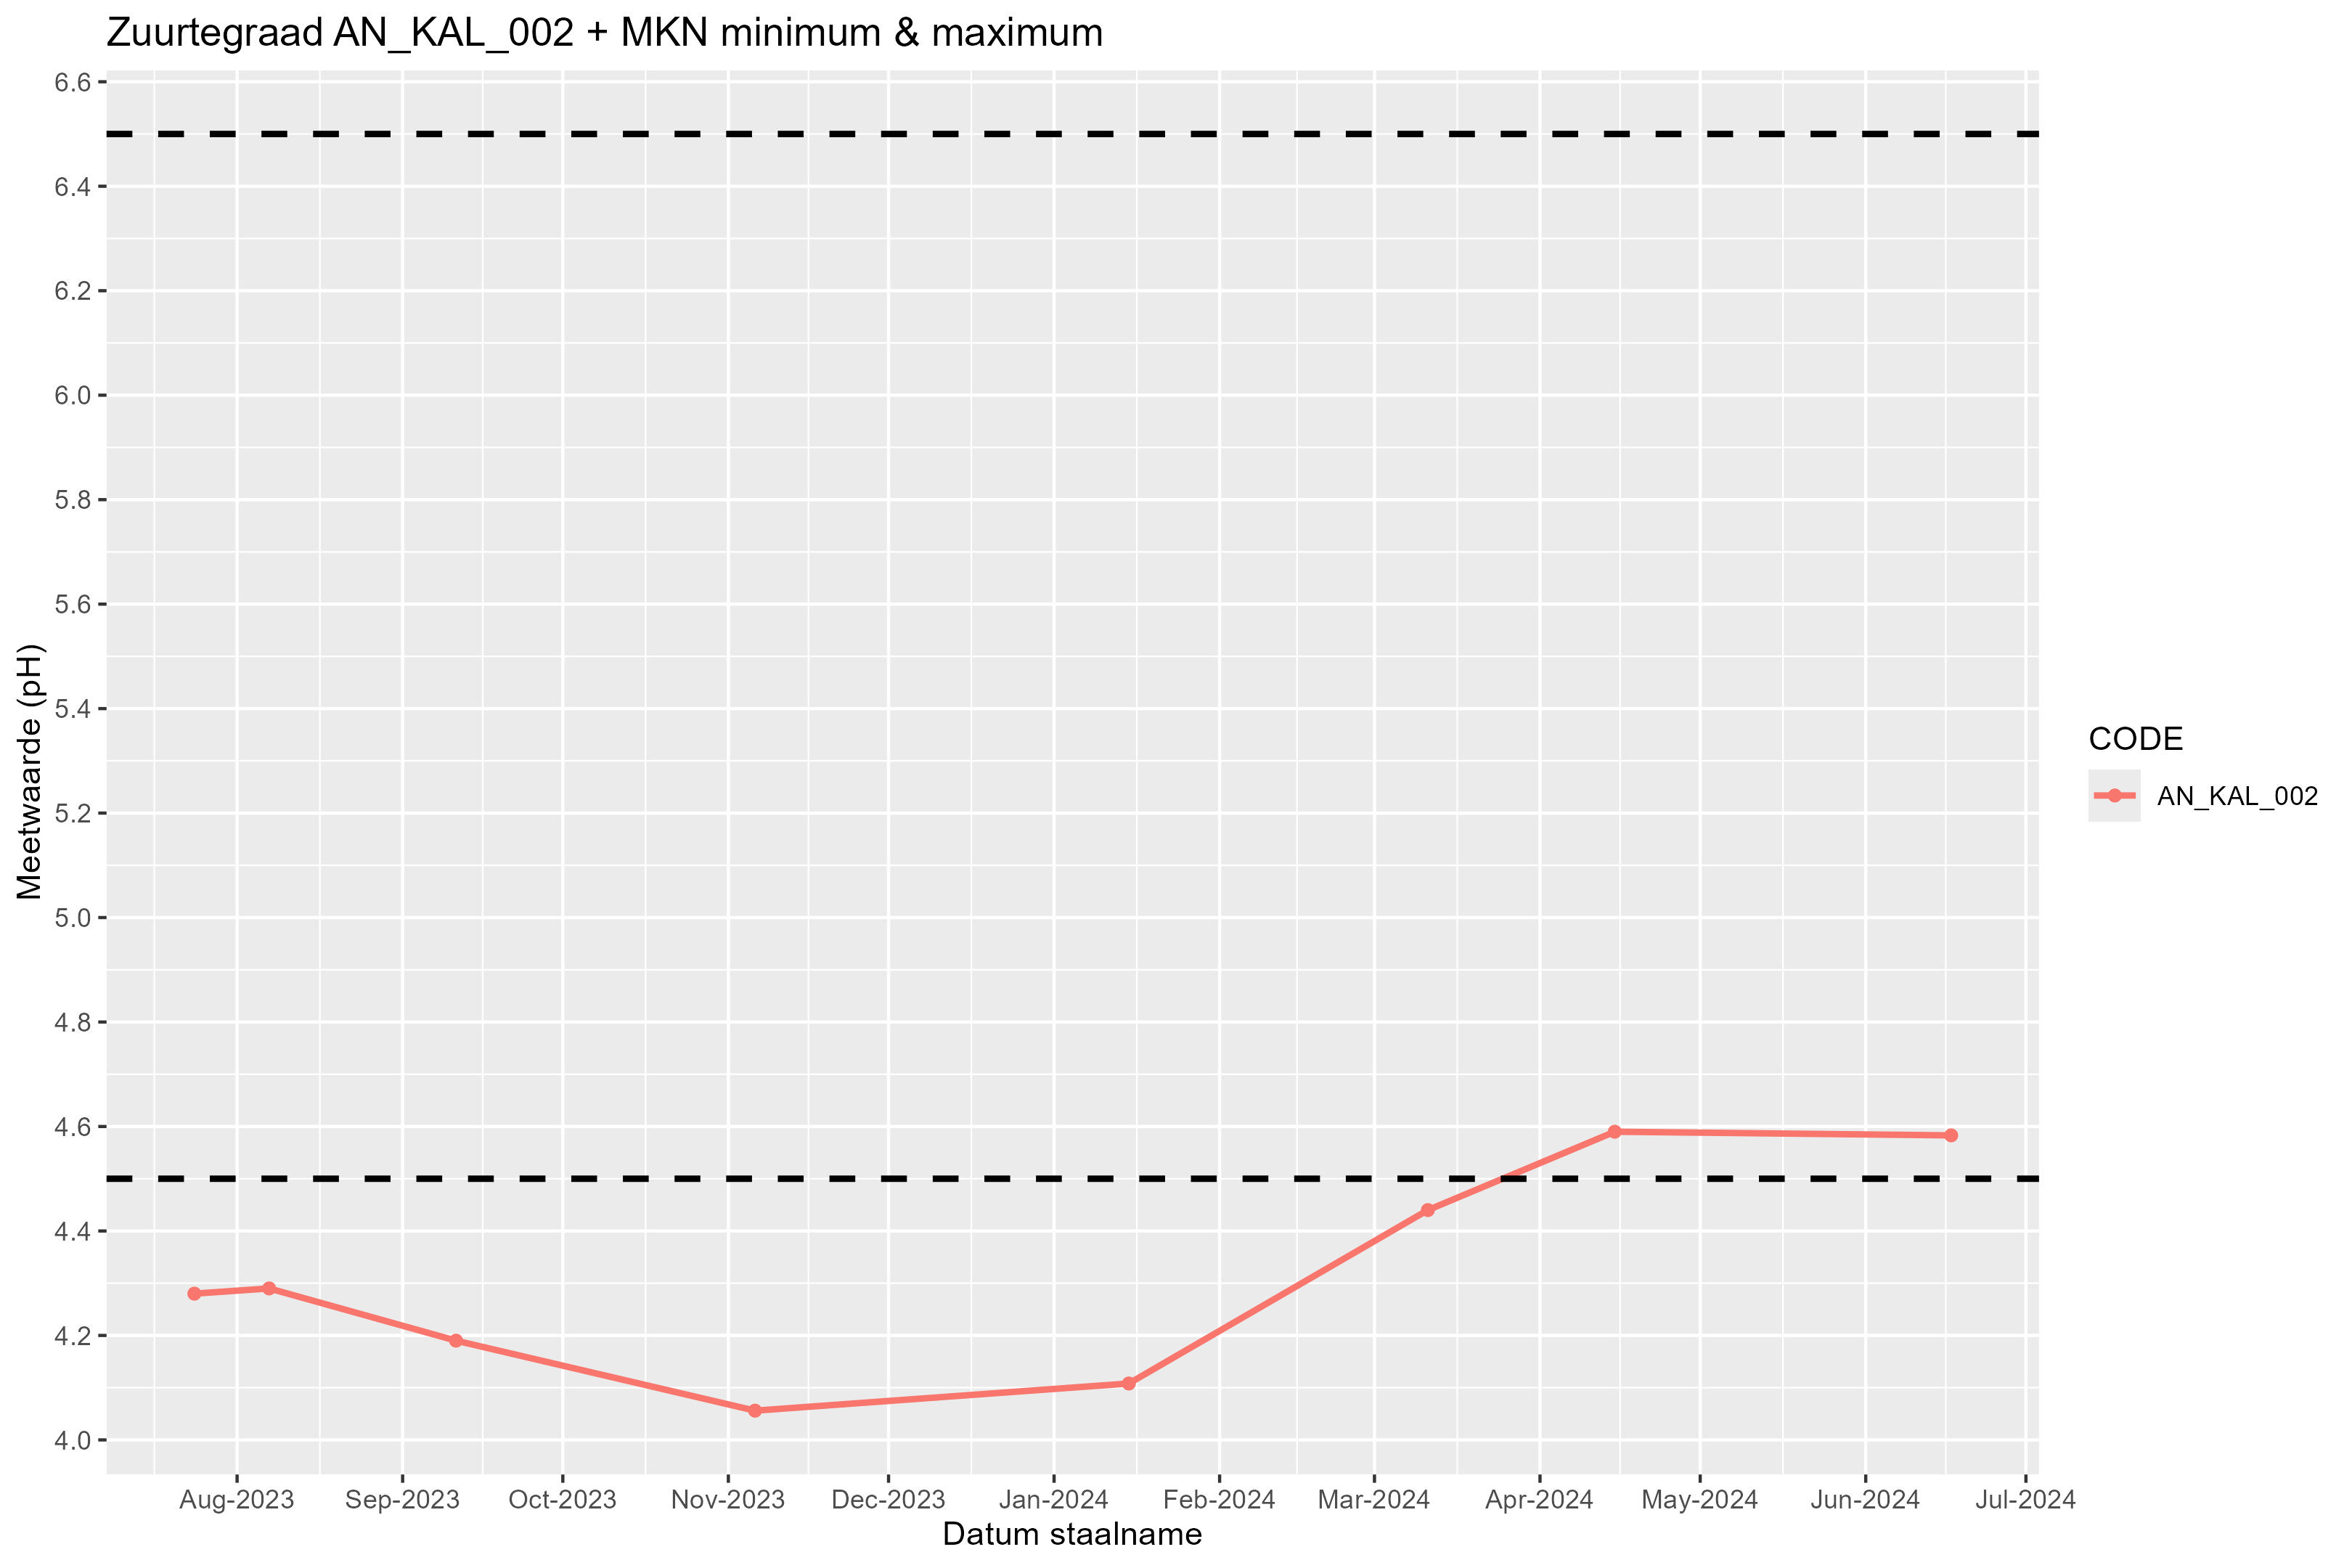 Zuurtegraad AN_KAL_002 + MKN minimum & maximum
6.6
6.4
6.2
6.0
5.8
5.6
5.4
5.2
5.0
4.8
4.6
4.4
4.2
4.0
Meetwaarde (pH)
Aug-2023
Sep-2023
Oct-2023
Nov-2023
Dec-2023
Jan-2024
Feb-2024
Mar-2024
Apr-2024
May-2024
Jun-2024
Jul-2024
Datum staalname
CODE
AN_KAL_002